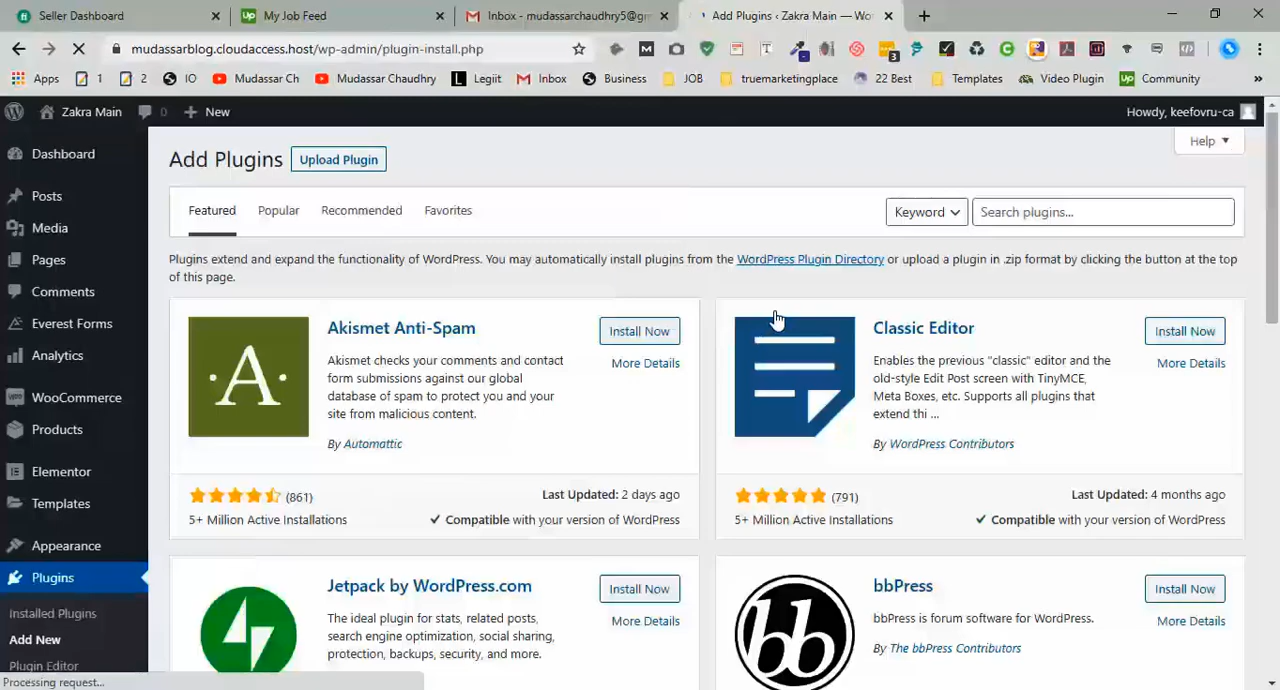 Seller Dashboard
My Job Feed
Inbox - mudassarchaudhry5@gm
Add Plugins ‹ Zakra Main — Wo
mudassarblog.cloudaccess.host/wp-admin/plugin-install.php
Apps 1 2 IO Mudassar Ch Mudassar Chaudhry Legiit Inbox Business JOB truemarketingplace 22 Best Templates Video Plugin Community »
Zakra Main 0 New Howdy, keefovru-ca
Help
Dashboard
Posts
Media
Pages
Comments
Everest Forms
Analytics
WooCommerce
Products
Elementor
Templates
Appearance
Plugins
Installed Plugins
Add New
Plugin Editor
Processing request...
Add Plugins Upload Plugin
Featured Popular Recommended Favorites Keyword Search plugins...
Plugins extend and expand the functionality of WordPress. You may automatically install plugins from the WordPress Plugin Directory or upload a plugin in .zip format by clicking the button at the top
of this page.
A
Akismet Anti-Spam
Install Now
More Details
Akismet checks your comments and contact
form submissions against our global
database of spam to protect you and your
site from malicious content.
By Automattic
(861)
Last Updated: 2 days ago
5+ Million Active Installations
Compatible with your version of WordPress
Classic Editor
Install Now
More Details
Enables the previous "classic" editor and the
old-style Edit Post screen with TinyMCE,
Meta Boxes, etc. Supports all plugins that
extend thi ...
By WordPress Contributors
(791)
Last Updated: 4 months ago
5+ Million Active Installations
Compatible with your version of WordPress
Jetpack by WordPress.com
Install Now
More Details
The ideal plugin for stats, related posts,
search engine optimization, social sharing,
protection, backups, security, and more.
bb
bbPress
Install Now
More Details
bbPress is forum software for WordPress.
By The bbPress Contributors